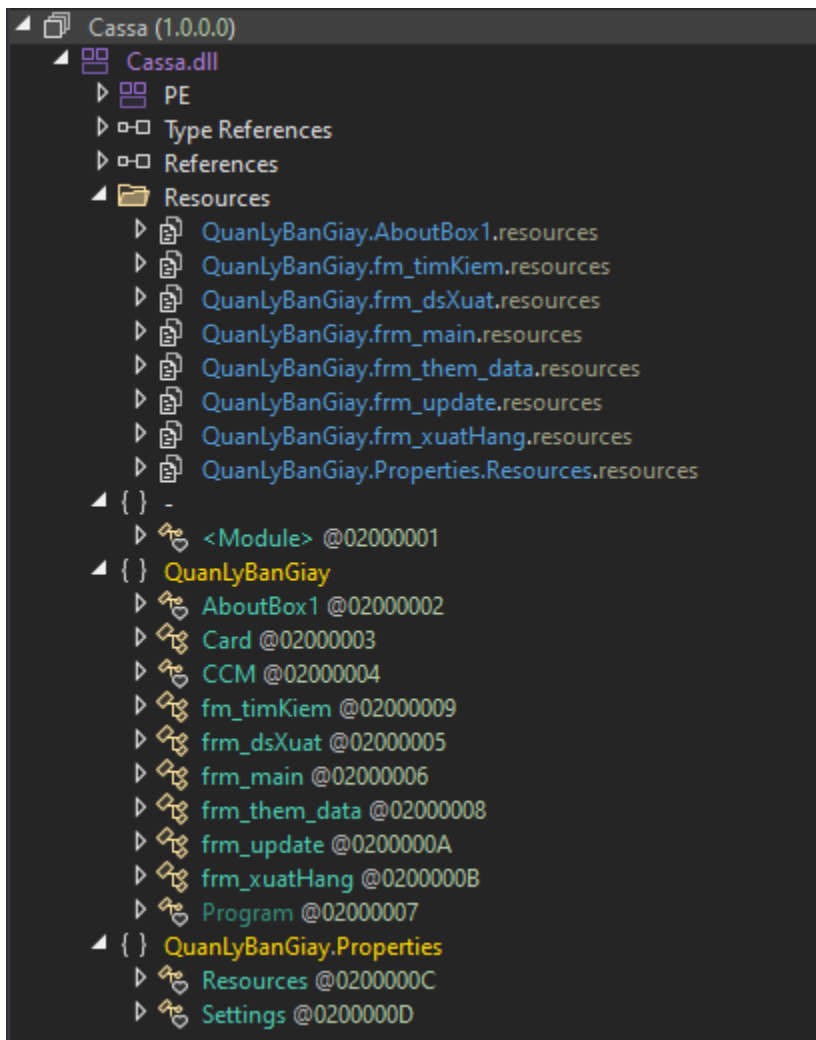 Cassa (1.0.0.0)
Cassa.dll
PE
Type References
References
Resources
QuanLyBanGiay.AboutBox1.resources
QuanLyBanGiay.fm_timKiem.resources
QuanLyBanGiay.frm_dsXuat.resources
QuanLyBanGiay.frm_main.resources
QuanLyBanGiay.frm_them_data.resources
QuanLyBanGiay.frm_update.resources
QuanLyBanGiay.frm_xuatHang.resources
QuanLyBanGiay.Properties.Resources.resources
{ } -
<Module> @02000001
{ } QuanLyBanGiay
AboutBox1 @02000002
Card @02000003
CCM @02000004
fm_timKiem @02000009
frm_dsXuat @02000005
frm_main @02000006
frm_them_data @02000008
frm_update @0200000A
frm_xuatHang @0200000B
Program @02000007
{ } QuanLyBanGiay.Properties
Resources @0200000C
Settings @0200000D